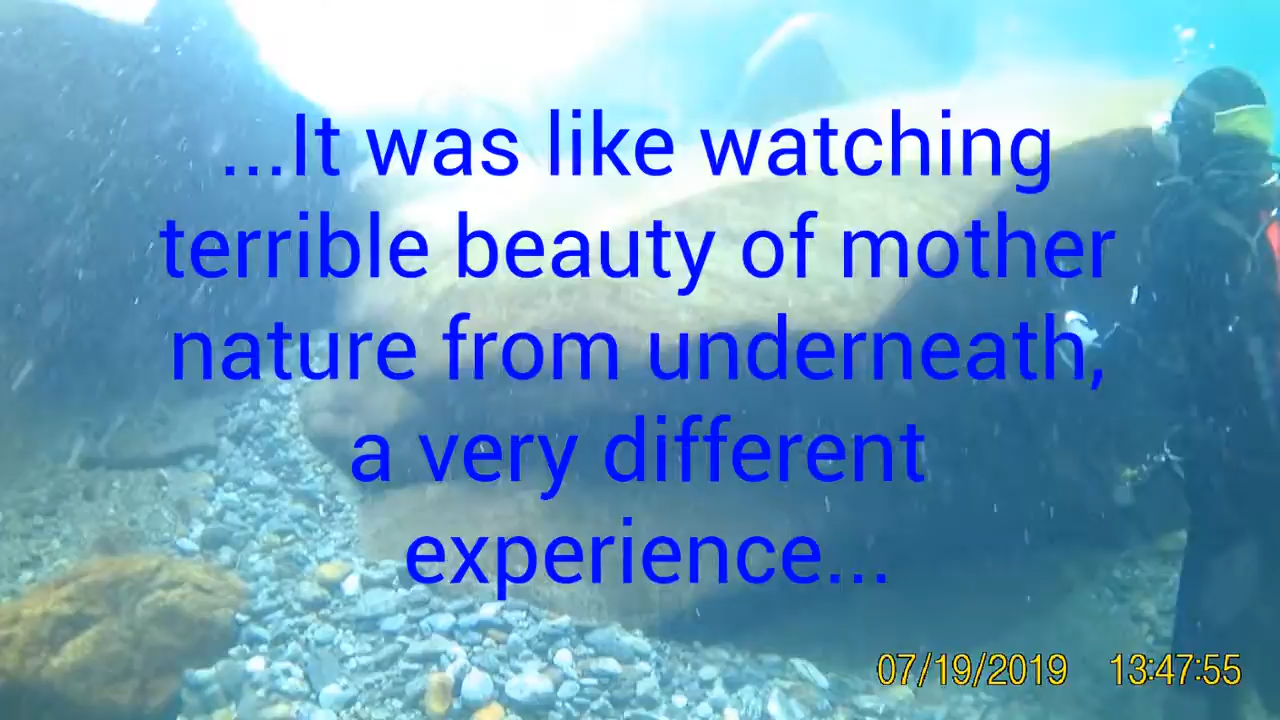 ...It was like watching
terrible beauty of mother
nature from underneath,
a very different
experience...
07/19/2019 13:47:55